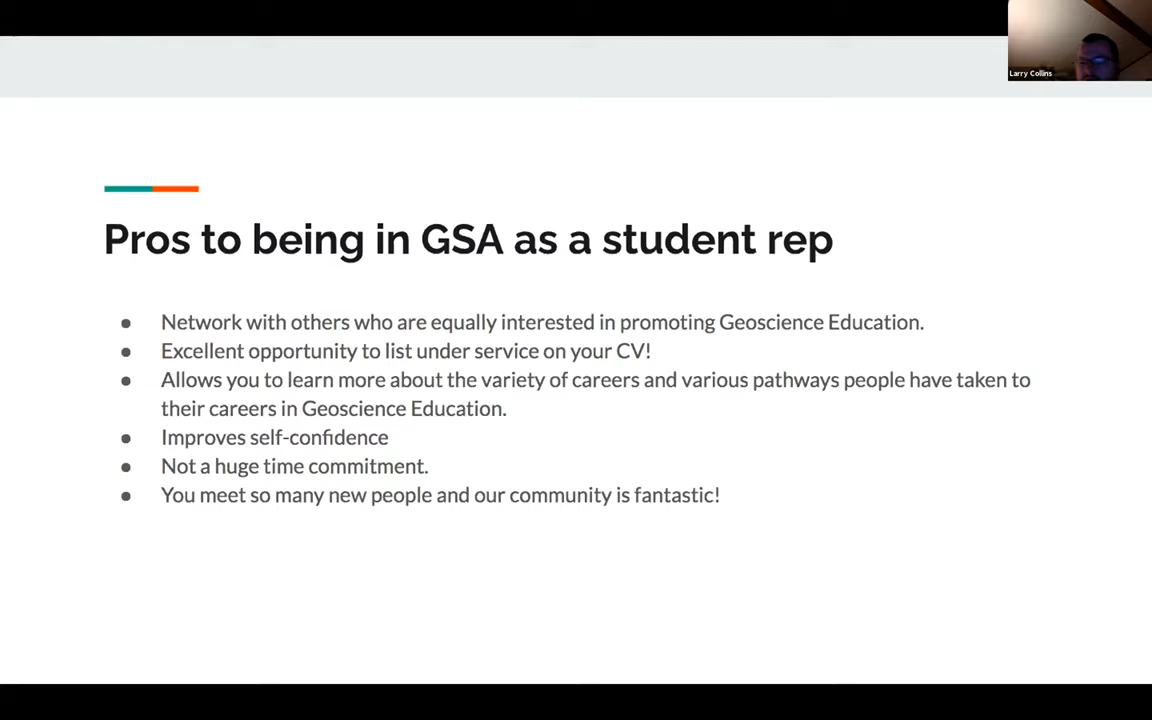 Larry Collins
Pros to being in GSA as a student rep
● Network with others who are equally interested in promoting Geoscience Education.
● Excellent opportunity to list under service on your CV!
● Allows you to learn more about the variety of careers and various pathways people have taken to
their careers in Geoscience Education.
● Improves self-confidence
● Not a huge time commitment.
● You meet so many new people and our community is fantastic!